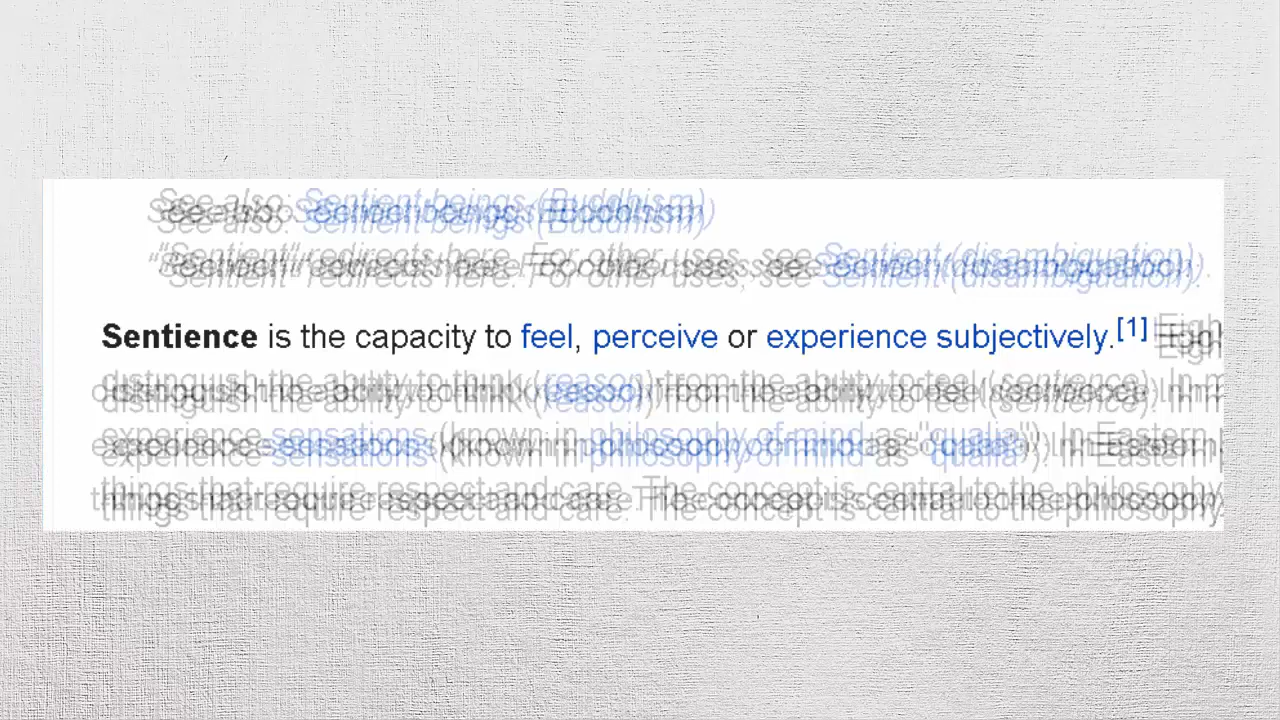 See also: Sentient beings (Buddhism)
"Sentient" redirects here. For other uses, see Sentient (disambiguation).
Sentience is the capacity to feel, perceive or experience subjectively.[1]
distinguish the ability to think (reason) from the ability to feel (sentience). In
experience sensations (known in philosophy of mind as "qualia"). In Eastern
things that require respect and care. The concept is central to the philosophy